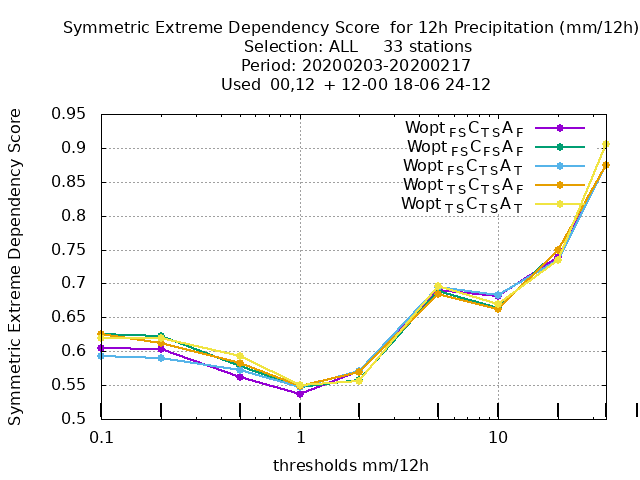 Symmetric Extreme Dependency Score for 12h Precipitation (mm/12h)
Selection: ALL 33 stations
Period: 20200203-20200217
Used 00,12 + 12-00 18-06 24-12
Symmetric Extreme Dependency Score
0.95
0.9
0.85
0.8
0.75
0.7
0.65
0.6
0.55
0.5
Wopt FS C TS A F
Wopt FS C FS A F
Wopt FS C TS A T
Wopt TS C TS A F
Wopt TS C TS A T
0.1 1 10
thresholds mm/12h